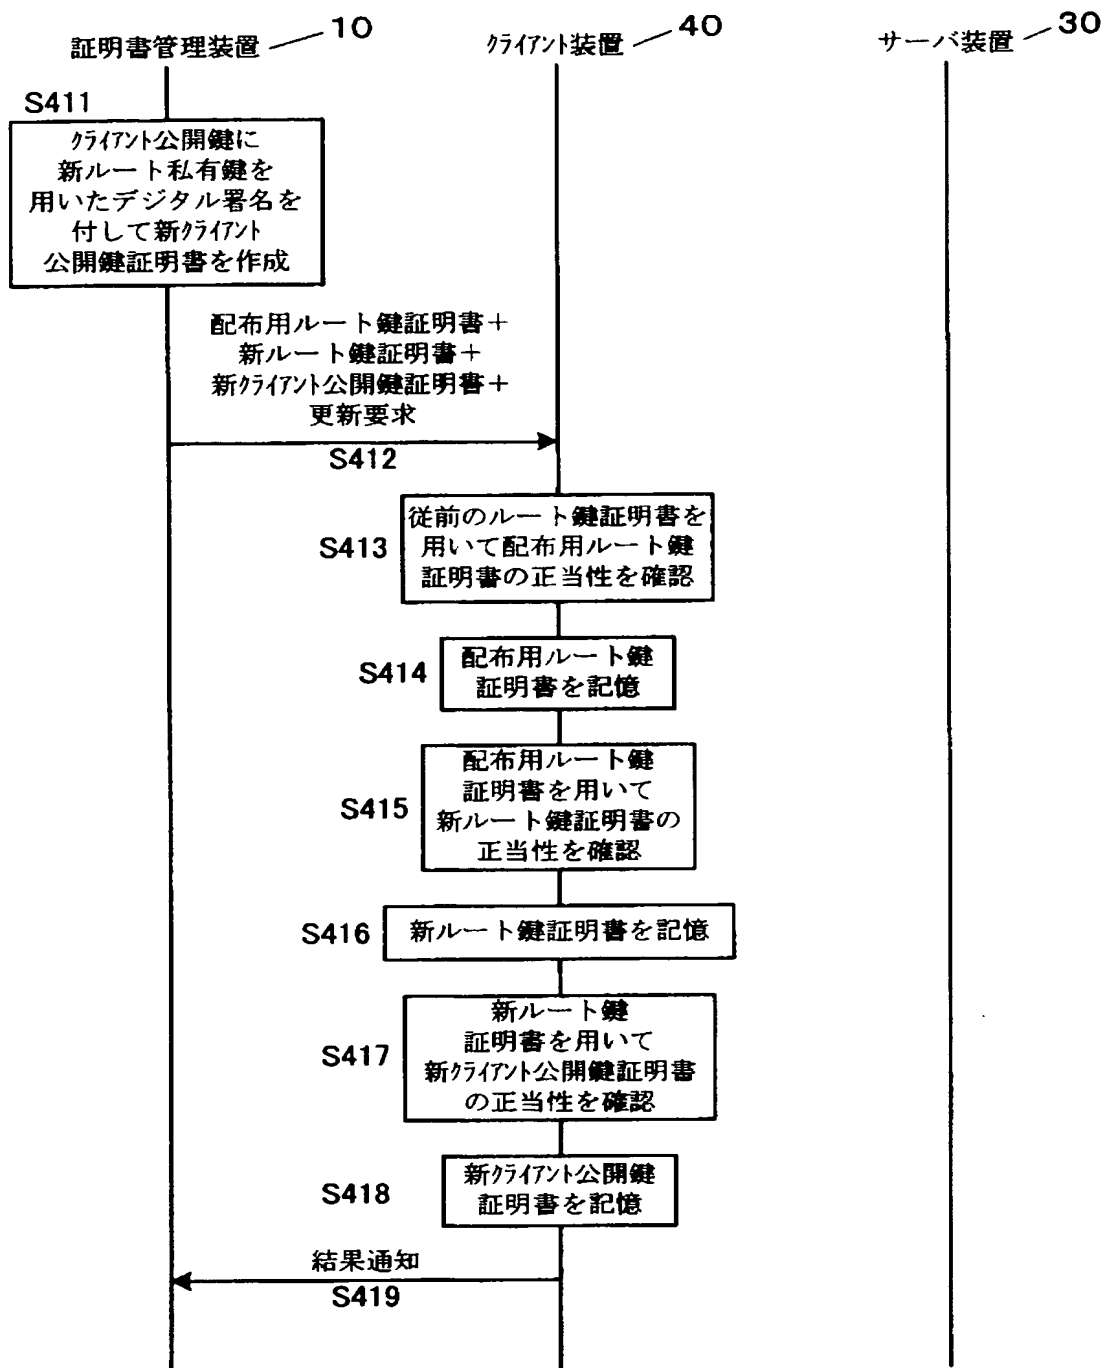 証明書管理装置 10
クライアント装置 40
サーバ装置 30
S411
クライアント公開鍵に
新ルート私有鍵を
用いたデジタル署名を
付して新クライアント
公開鍵証明書を作成
配布用ルート鍵証明書＋
新ルート鍵証明書＋
新クライアント公開鍵証明書＋
更新要求
S412
S413
従前のルート鍵証明書を
用いて配布用ルート鍵
証明書の正当性を確認
S414
配布用ルート鍵
証明書を記憶
S415
配布用ルート鍵
証明書を用いて
新ルート鍵証明書の
正当性を確認
S416
新ルート鍵証明書を記憶
S417
新ルート鍵
証明書を用いて
新クライアント公開鍵証明書
の正当性を確認
S418
新クライアント公開鍵
証明書を記憶
結果通知
S419